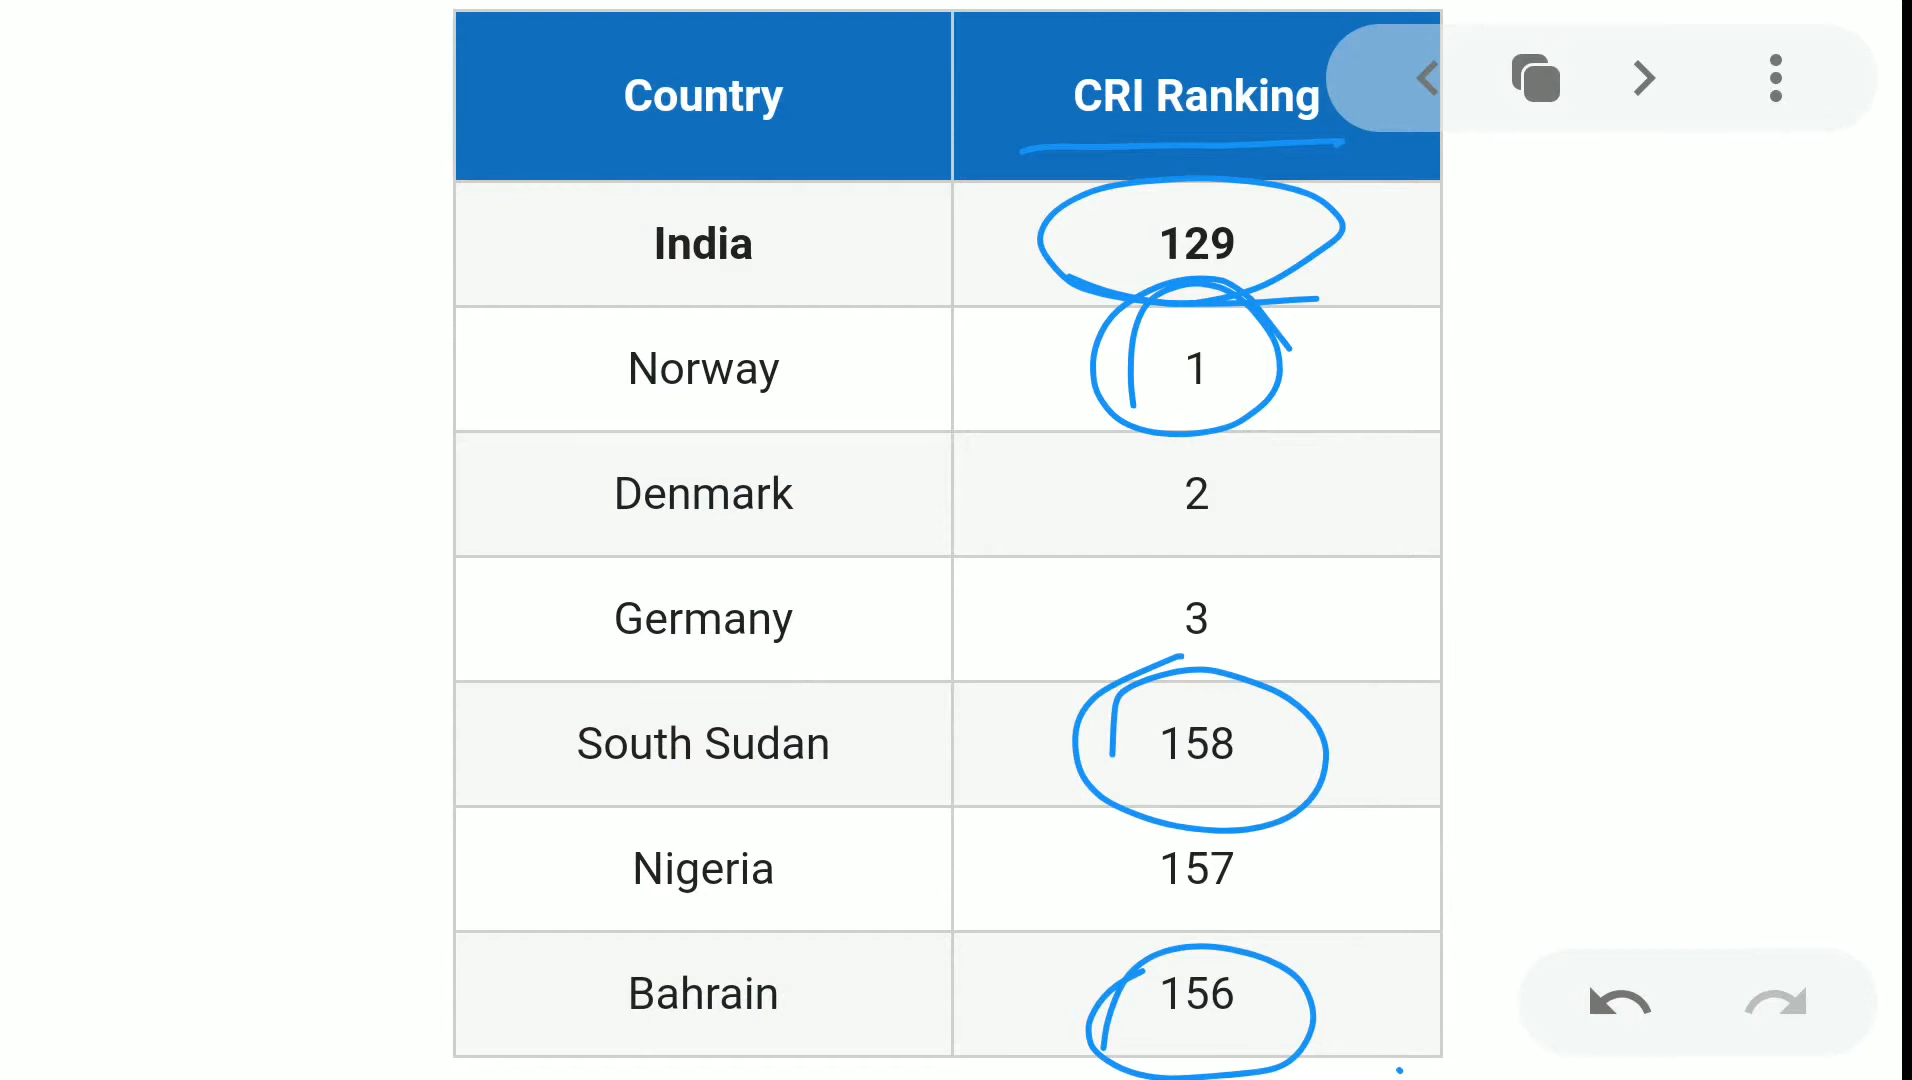 Country CRI Ranking
India 129
Norway 1
Denmark 2
Germany 3
South Sudan 158
Nigeria 157
Bahrain 156